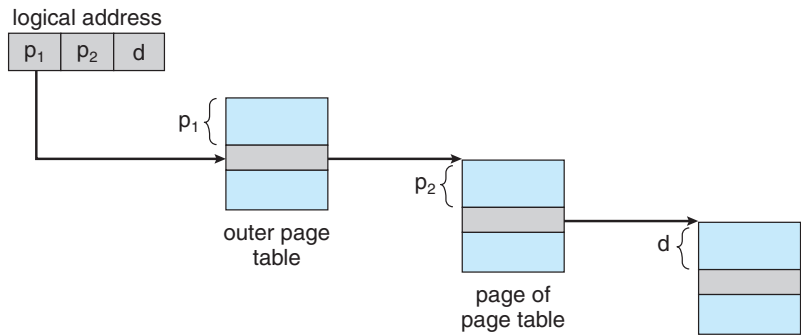 logical address
p₁ p₂ d
p₁
outer page
table
p₂
page of
page table
d